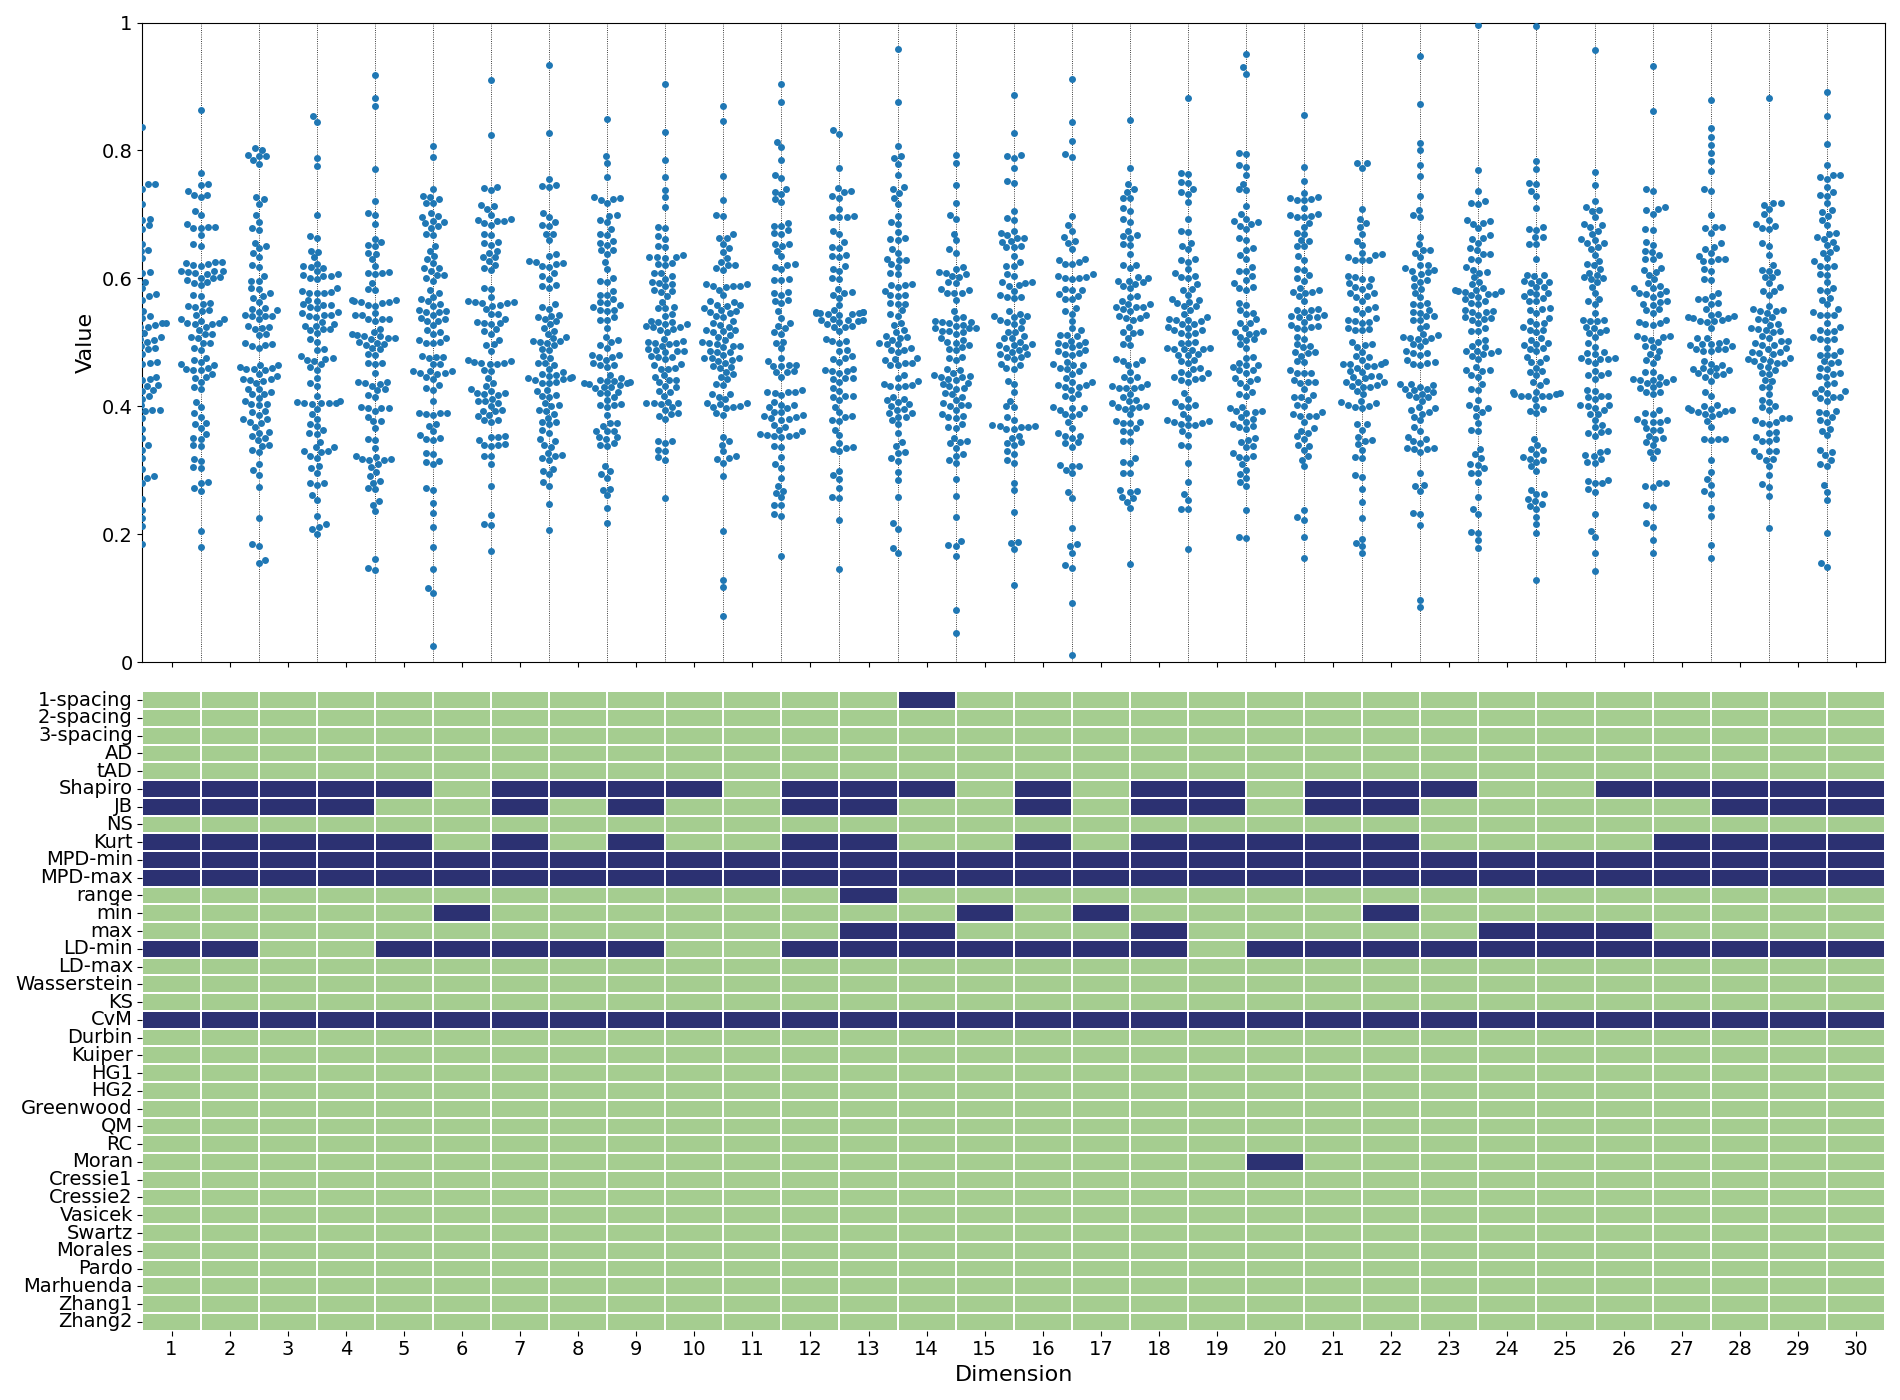 1
0.8
0.6
0.4
0.2
0
Value
1-spacing
2-spacing
3-spacing
AD
tAD
Shapiro
JB
NS
Kurt
MPD-min
MPD-max
range
min
max
LD-min
LD-max
Wasserstein
KS
CvM
Durbin
Kuiper
HG1
HG2
Greenwood
QM
RC
Moran
Cressie1
Cressie2
Vasicek
Swartz
Morales
Pardo
Marhuenda
Zhang1
Zhang2
1 2 3 4 5 6 7 8 9 10 11 12 13 14 15 16 17 18 19 20 21 22 23 24 25 26 27 28 29 30
Dimension